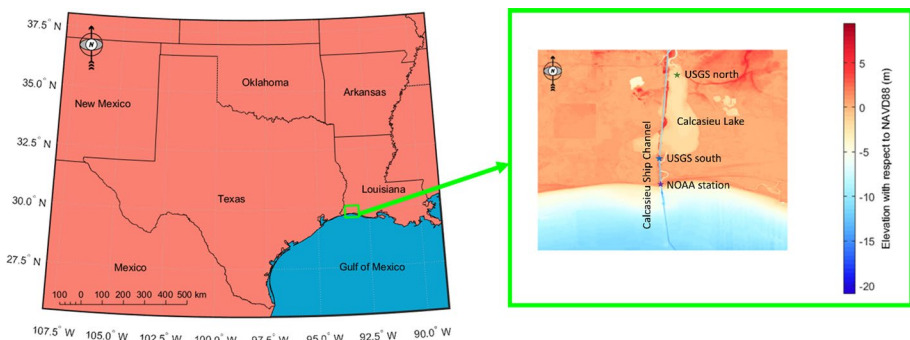 37.5° N
35.0° N
32.5° N
30.0° N
27.5° N
N
New Mexico
Oklahoma
Arkansas
Texas
Louisiana
Mexico
Gulf of Mexico
100 0 100 200 300 400 500 km
107.5° W 105.0° W 102.5° W 100.0° W 97.5° W 95.0° W 92.5° W 90.0° W
N
USGS north
Calcasieu Lake
USGS south
NOAA station
Calcasieu Ship Channel
5
0
-5
-10
-15
-20
Elevation with respect to NAVD88 (m)